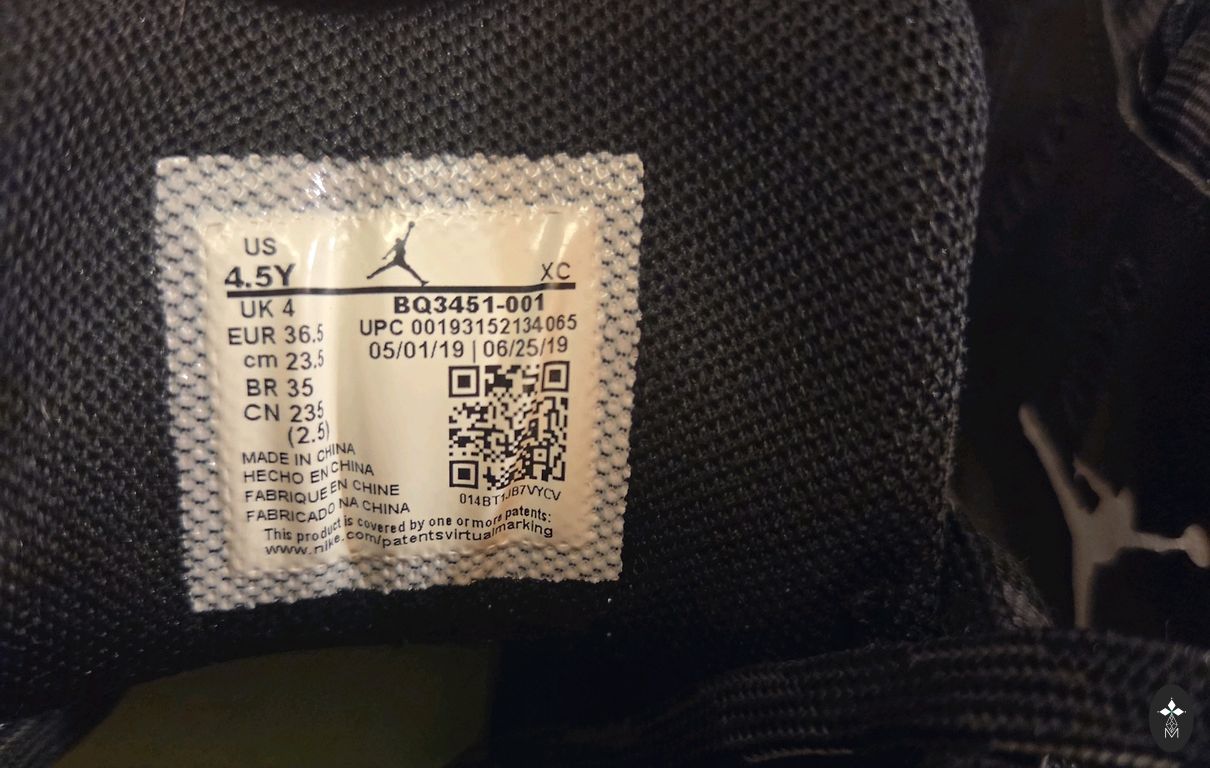 US
4.5Y XC
UK 4 BQ3451-001
EUR 36.5 UPC 00193152134065
cm 23.5 05/01/19 | 06/25/19
BR 35
CN 235
(2.5)
MADE IN CHINA
HECHO EN CHINA
FABRIQUE EN CHINE
FABRICADO NA CHINA
014BT1JB7VYCV
This product is covered by one or more patents:
www.nike.com/patentsvirtualmarking
M